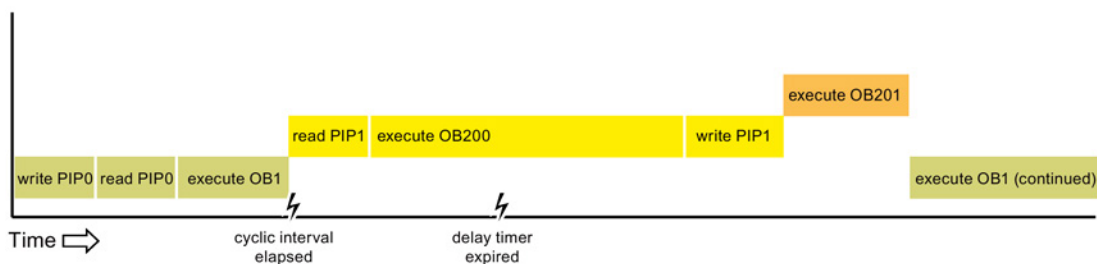 execute OB201
read PIP1
execute OB200
write PIP1
write PIP0
read PIP0
execute OB1
execute OB1 (continued)
Time
cyclic interval
elapsed
delay timer
expired